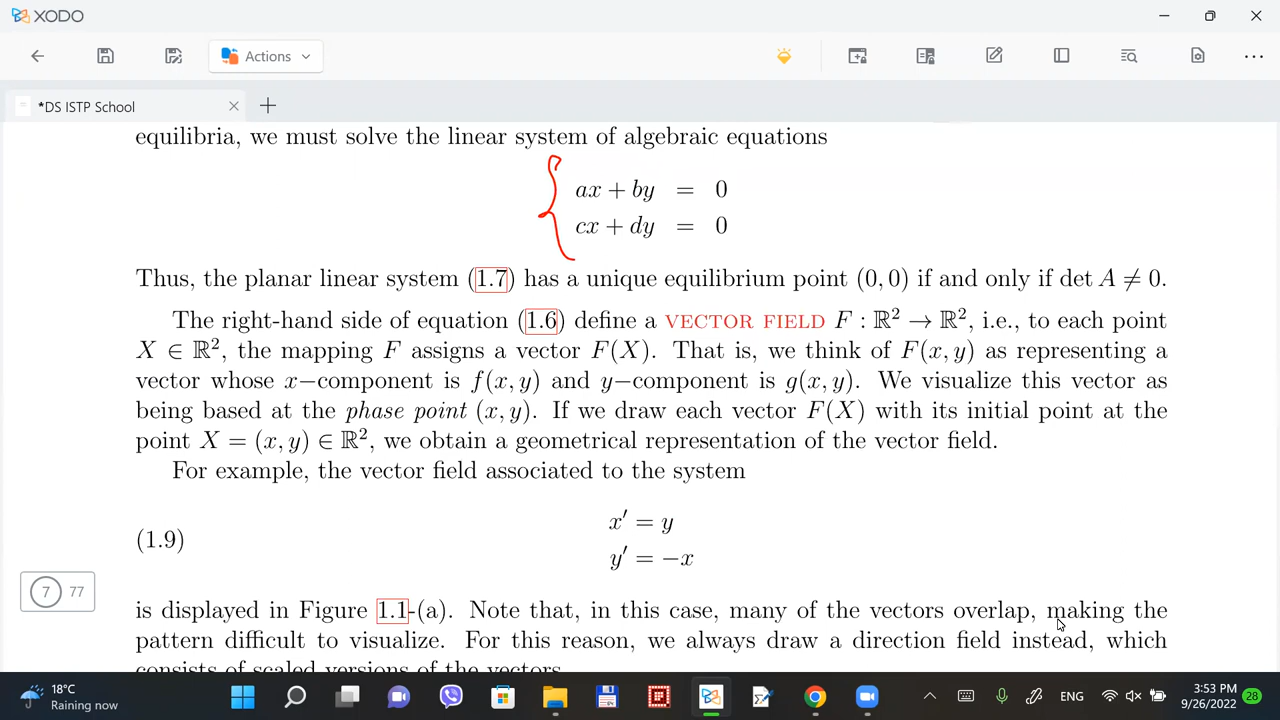 XODO
Actions
*DS ISTP School
equilibria, we must solve the linear system of algebraic equations
ax + by = 0
cx + dy = 0
Thus, the planar linear system (1.7) has a unique equilibrium point (0, 0) if and only if det A ≠ 0.
The right-hand side of equation (1.6) define a VECTOR FIELD F : ℝ² → ℝ², i.e., to each point
X ∈ ℝ², the mapping F assigns a vector F(X). That is, we think of F(x, y) as representing a
vector whose x−component is f(x, y) and y−component is g(x, y). We visualize this vector as
being based at the phase point (x, y). If we draw each vector F(X) with its initial point at the
point X = (x, y) ∈ ℝ², we obtain a geometrical representation of the vector field.
For example, the vector field associated to the system
x′ = y
(1.9)
y′ = −x
7 77
is displayed in Figure 1.1-(a). Note that, in this case, many of the vectors overlap, making the
pattern difficult to visualize. For this reason, we always draw a direction field instead, which
consists of scaled versions of the vectors
18°C
Raining now
ENG
3:53 PM
9/26/2022
28